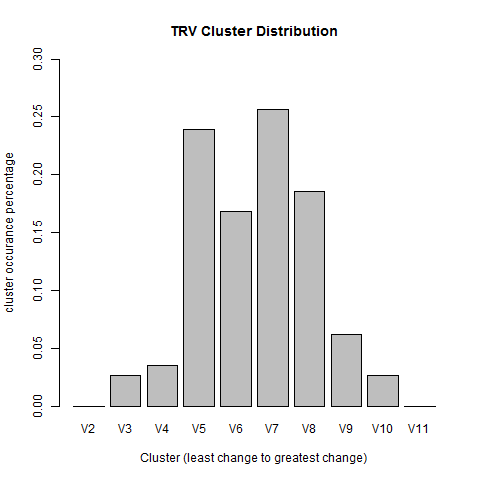 TRV Cluster Distribution
cluster occurance percentage
0.30
0.25
0.20
0.15
0.10
0.05
0.00
V2 V3 V4 V5 V6 V7 V8 V9 V10 V11
Cluster (least change to greatest change)